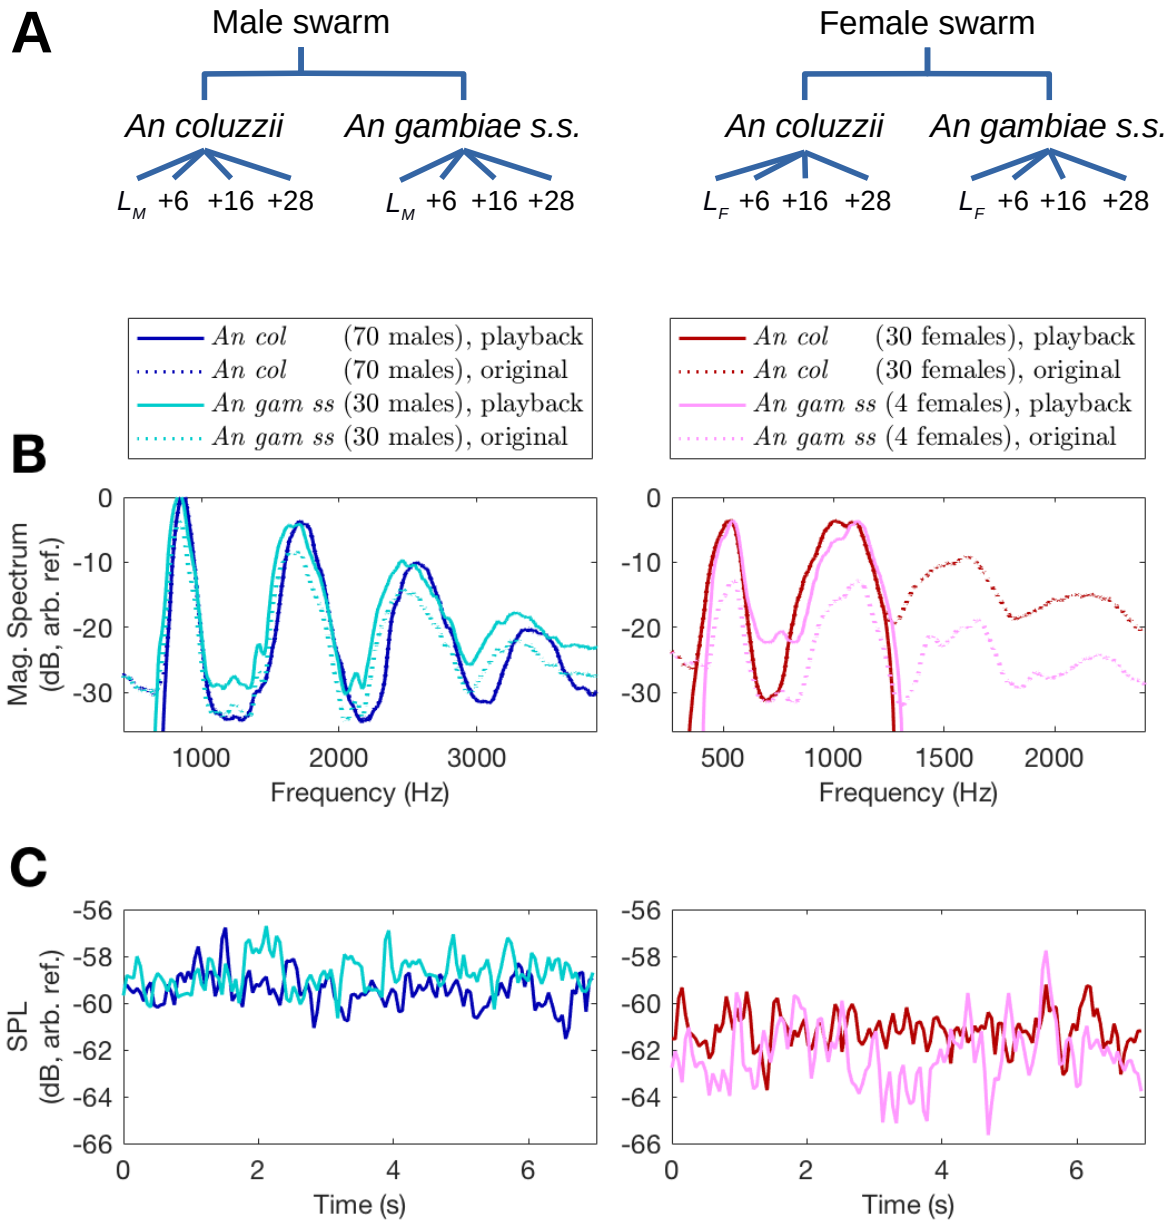 A
Male swarm
Female swarm
An coluzzii
An gambiae s.s.
An coluzzii
An gambiae s.s.
L_M +6 +16 +28
L_M +6 +16 +28
L_F +6 +16 +28
L_F +6 +16 +28
An col (70 males), playback
An col (70 males), original
An gam ss (30 males), playback
An gam ss (30 males), original
An col (30 females), playback
An col (30 females), original
An gam ss (4 females), playback
An gam ss (4 females), original
B
Mag. Spectrum
(dB, arb. ref.)
0
-10
-20
-30
1000 2000 3000
Frequency (Hz)
0
-10
-20
-30
500 1000 1500 2000
Frequency (Hz)
C
SPL
(dB, arb. ref.)
-56
-58
-60
-62
-64
-66
0 2 4 6
Time (s)
-56
-58
-60
-62
-64
-66
0 2 4 6
Time (s)